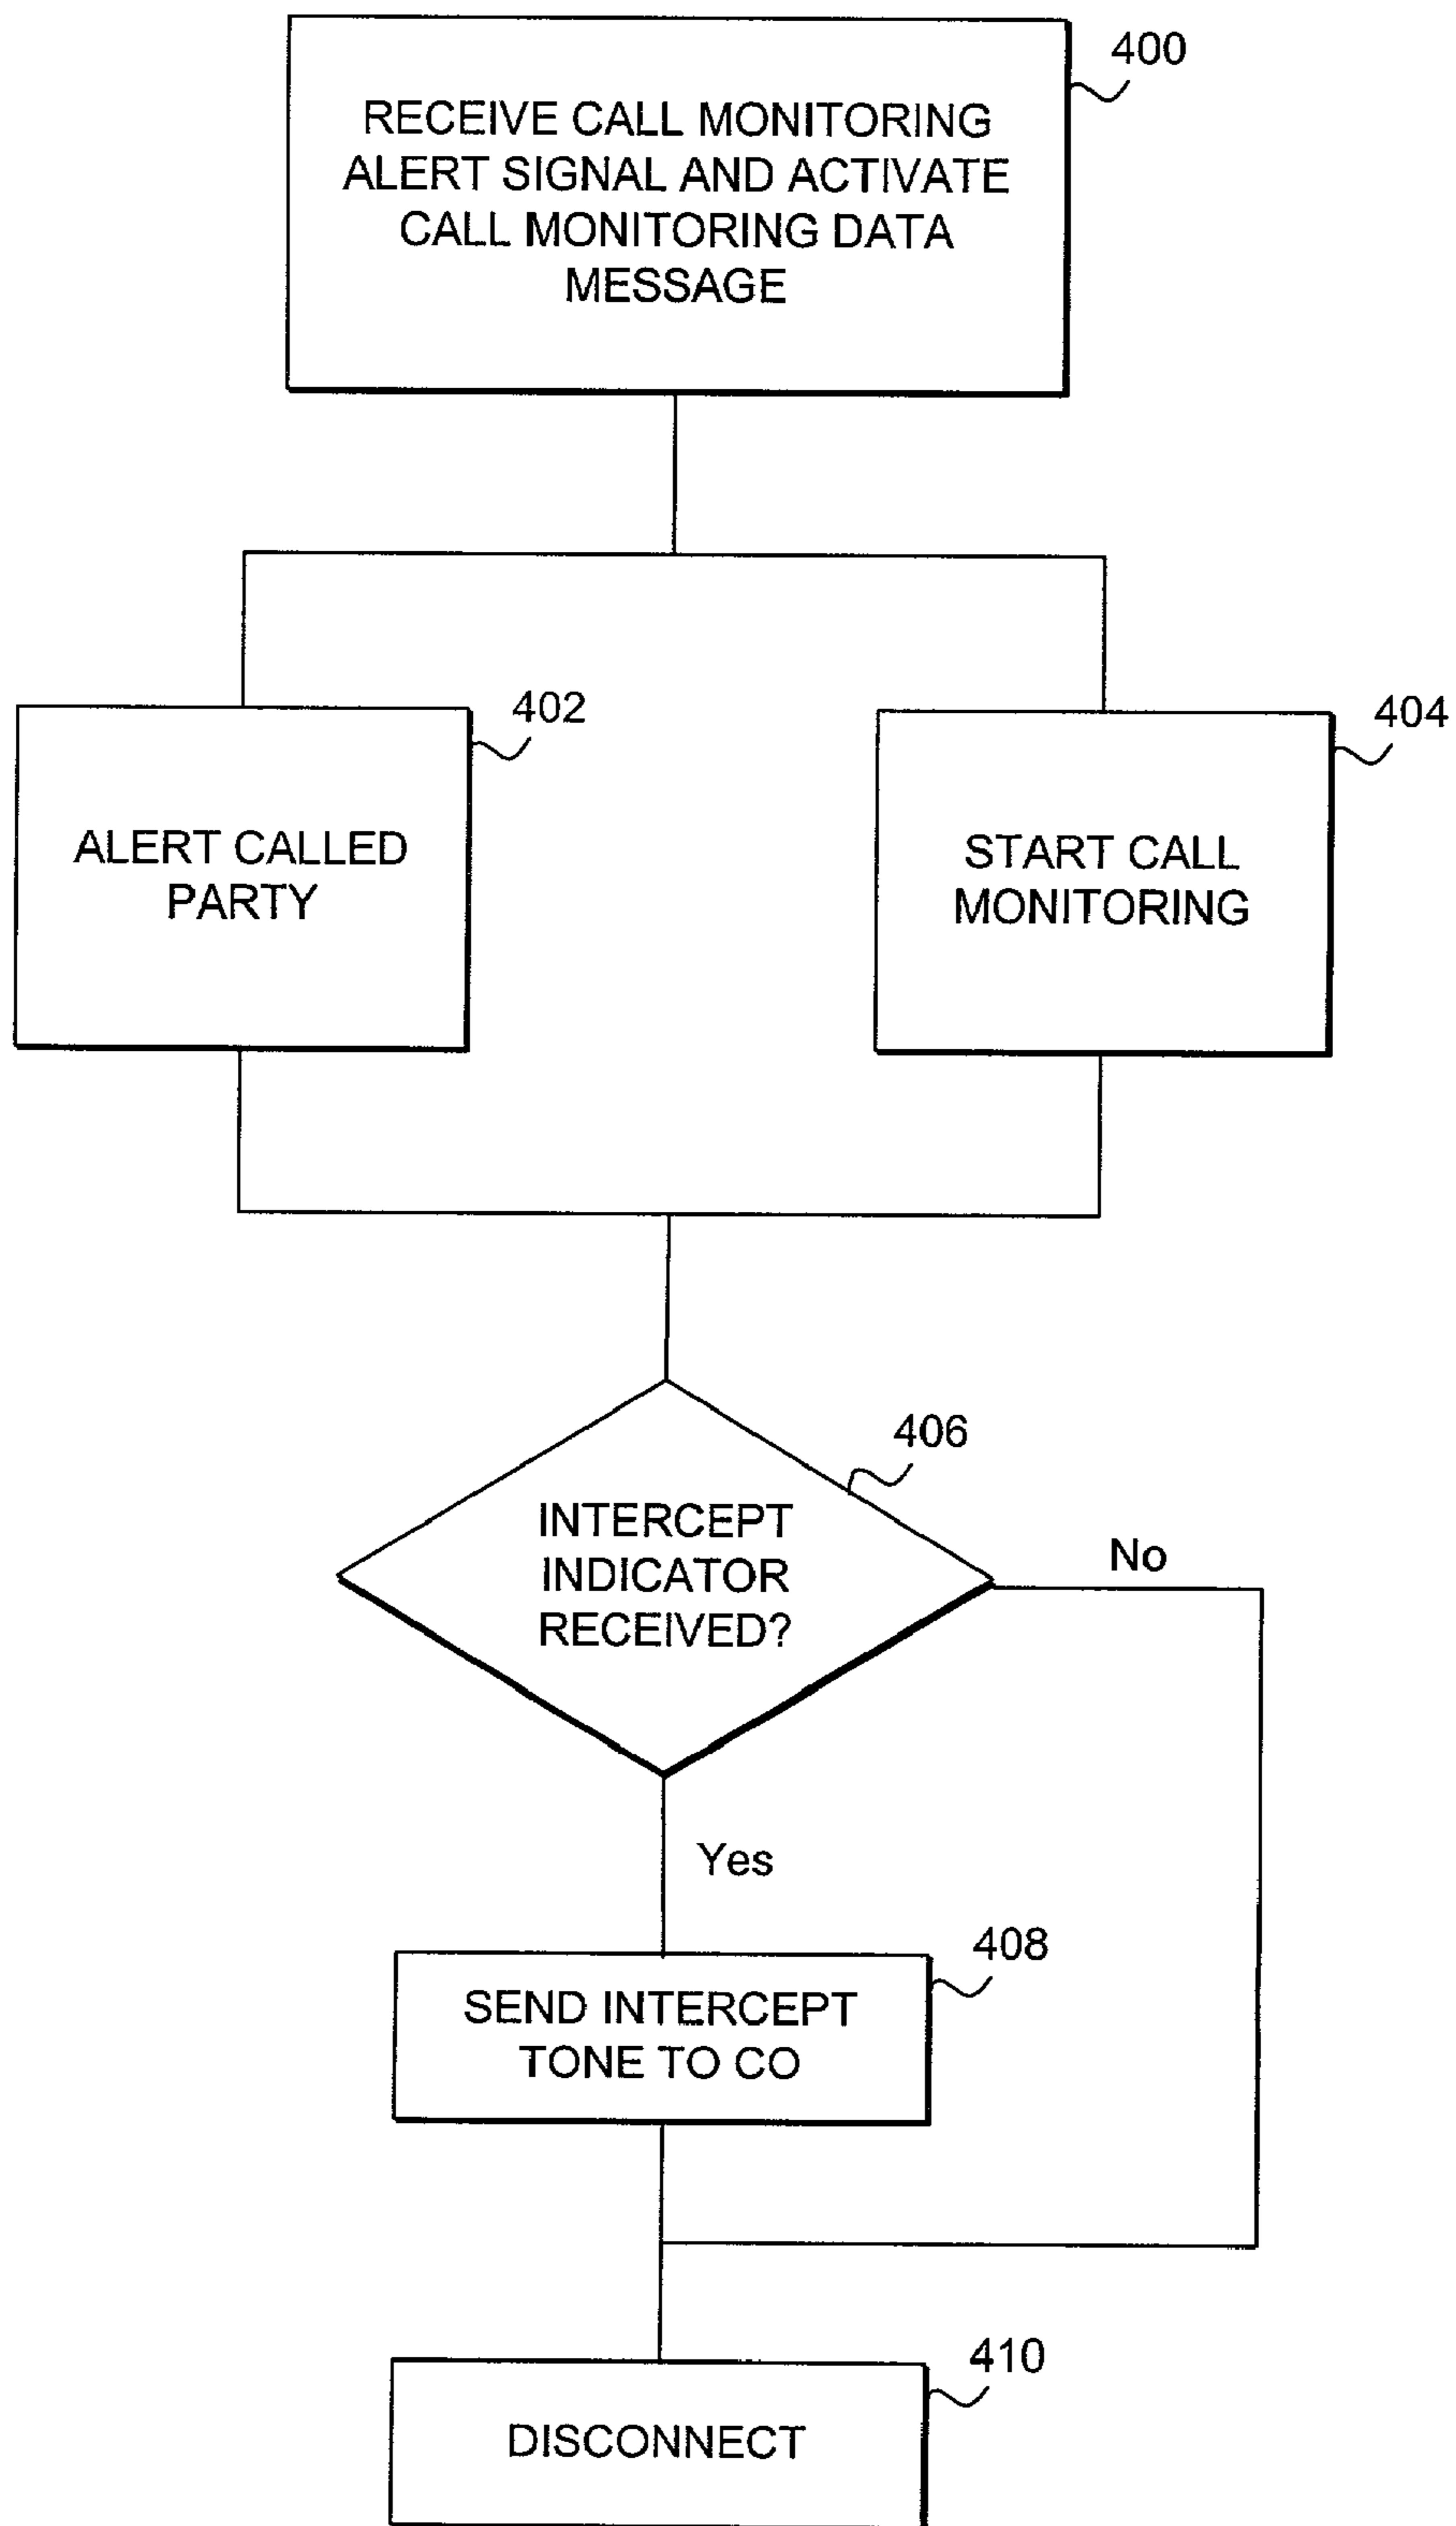 400
RECEIVE CALL MONITORING
ALERT SIGNAL AND ACTIVATE
CALL MONITORING DATA
MESSAGE
402
ALERT CALLED
PARTY
404
START CALL
MONITORING
406
INTERCEPT
INDICATOR
RECEIVED?
No
Yes
408
SEND INTERCEPT
TONE TO CO
410
DISCONNECT